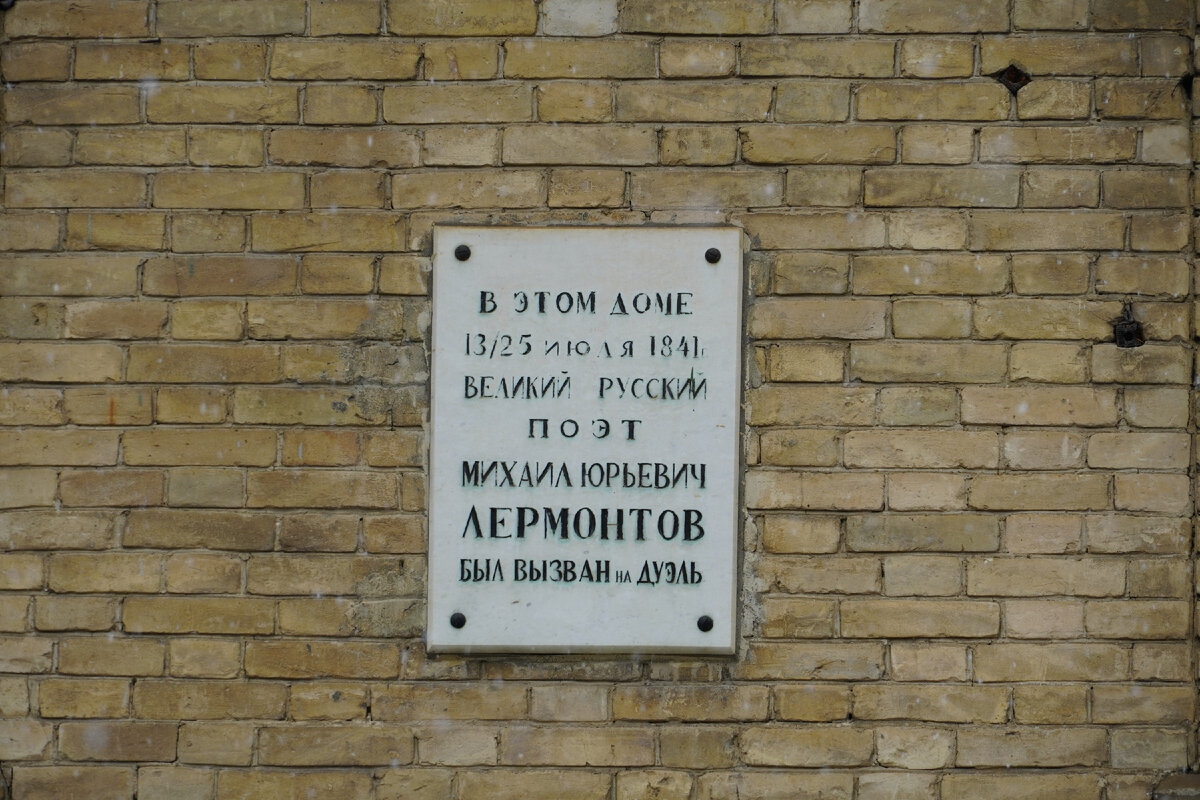 В ЭТОМ ДОМЕ
13/25 ИЮЛЯ 1841г.
ВЕЛИКИЙ РУССКИЙ
ПОЭТ
МИХАИЛ ЮРЬЕВИЧ
ЛЕРМОНТОВ
БЫЛ ВЫЗВАН НА ДУЭЛЬ